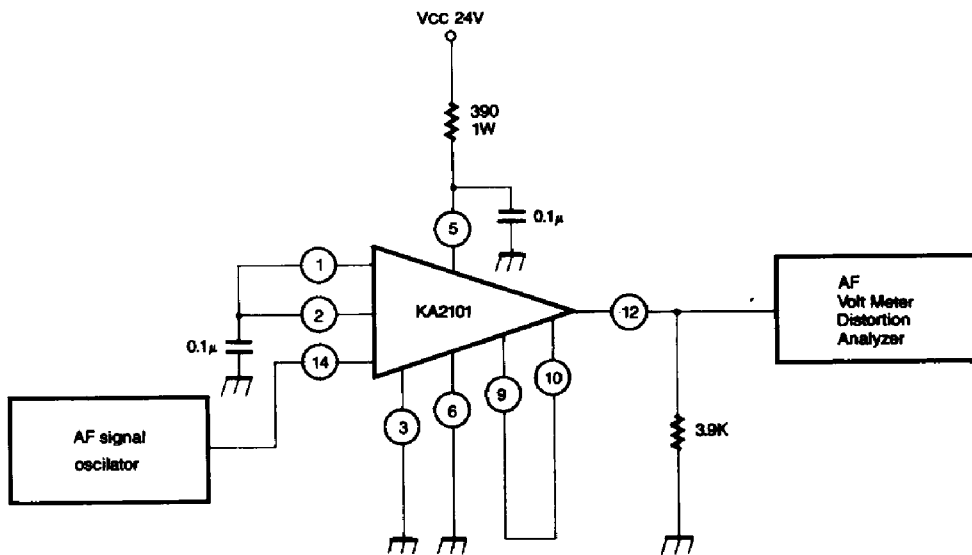 VCC 24V
390
1W
0.1μ
5
1
KA2101
2
12
AF
Volt Meter
Distortion
Analyzer
0.1μ
14
10
9
6
3
3.9K
AF signal
oscilator